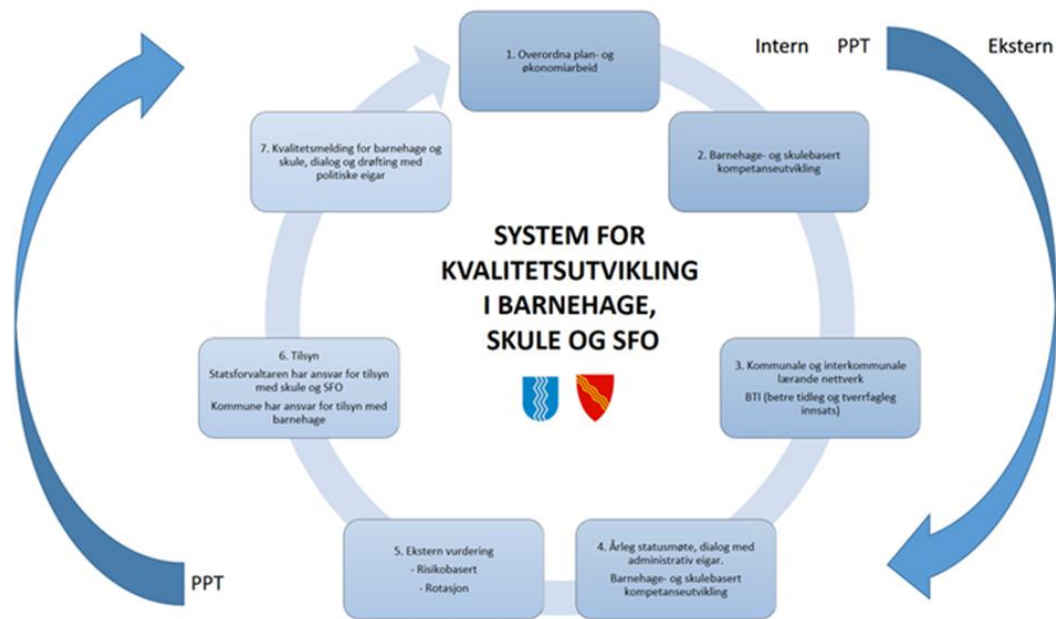 1. Overordna plan- og
økonomiarbeid
Intern PPT Ekstern
2. Barnehage- og skulebasert
kompetanseutvikling
3. Kommunale og interkommunale
lærande nettverk
BTI (betre tidleg og tverrfagleg
innsats)
4. Årleg statusmøte, dialog med
administrativ eigar.
Barnehage- og skulebasert
kompetanseutvikling
5. Ekstern vurdering
- Risikobasert
- Rotasjon
6. Tilsyn
Statsforvaltaren har ansvar for tilsyn
med skule og SFO
Kommune har ansvar for tilsyn med
barnehage
7. Kvalitetsmelding for barnehage og
skule, dialog og drøfting med
politiske eigar
SYSTEM FOR
KVALITETSUTVIKLING
I BARNEHAGE,
SKULE OG SFO
PPT